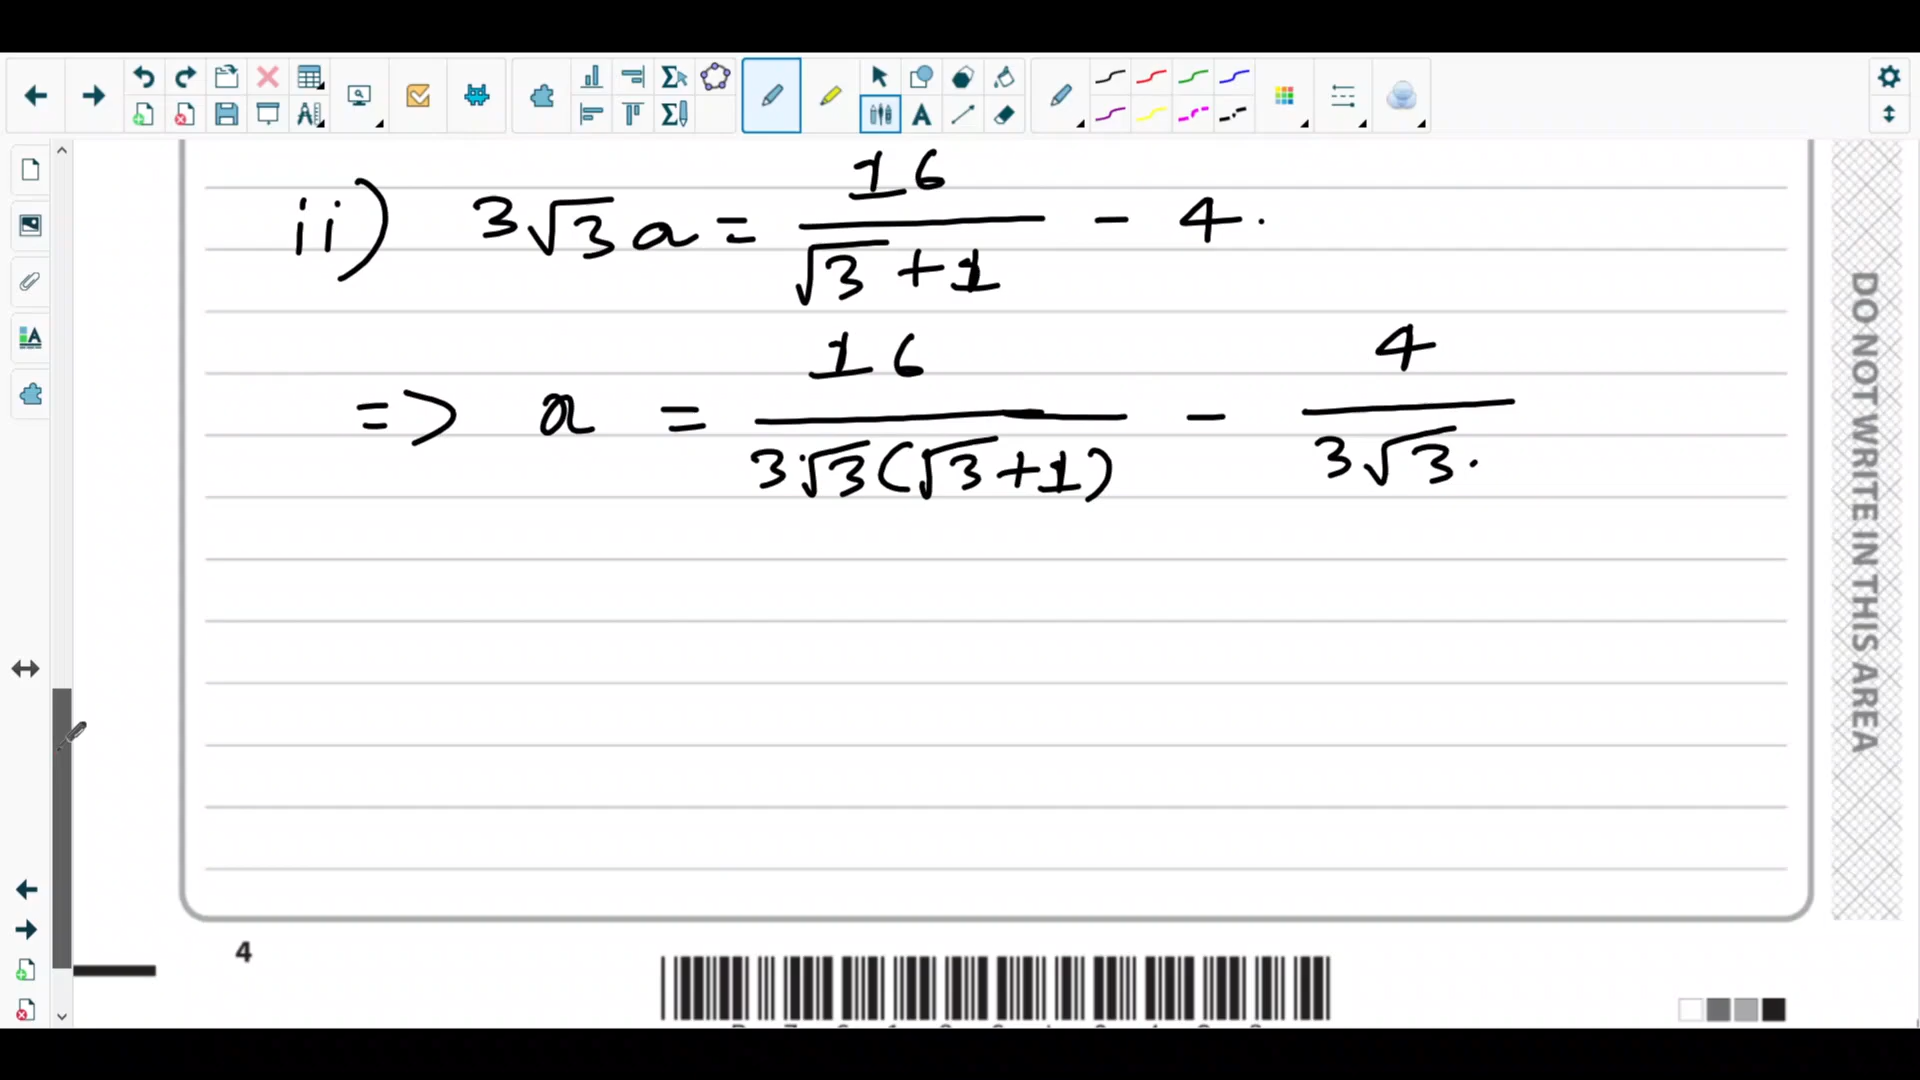 ii) 3√3 a = 16/(√3 + 1) - 4.
=> a = 16/(3√3(√3+1)) - 4/(3√3).
DO NOT WRITE IN THIS AREA
4